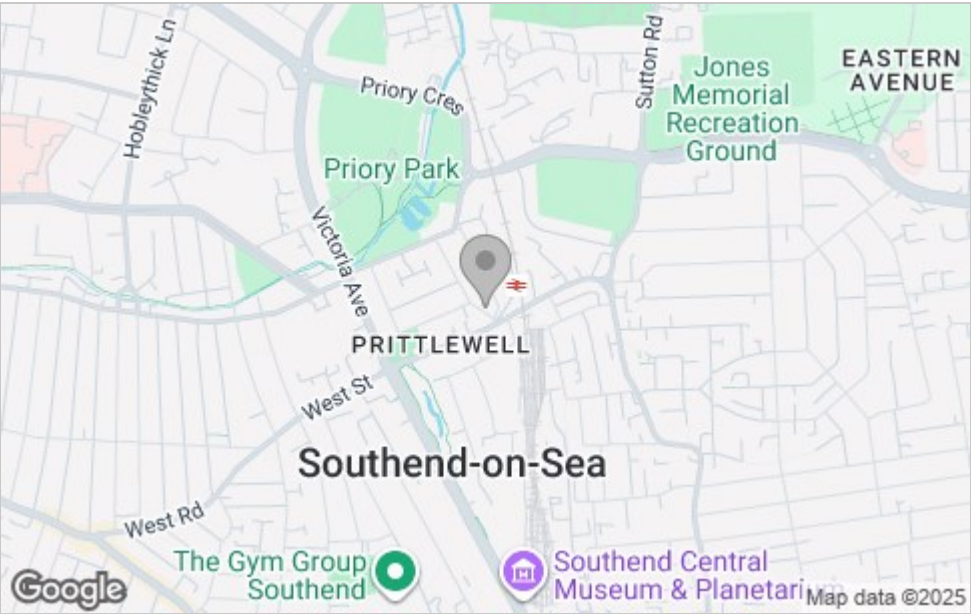 Hobleythick Ln
Sutton Rd
EASTERN
AVENUE
Jones
Memorial
Recreation
Ground
Priory Cres
Priory Park
Victoria Ave
PRITTLEWELL
West St
Southend-on-Sea
West Rd
The Gym Group
Southend
Southend Central
Museum & Planetarium
Google
Map data ©2025